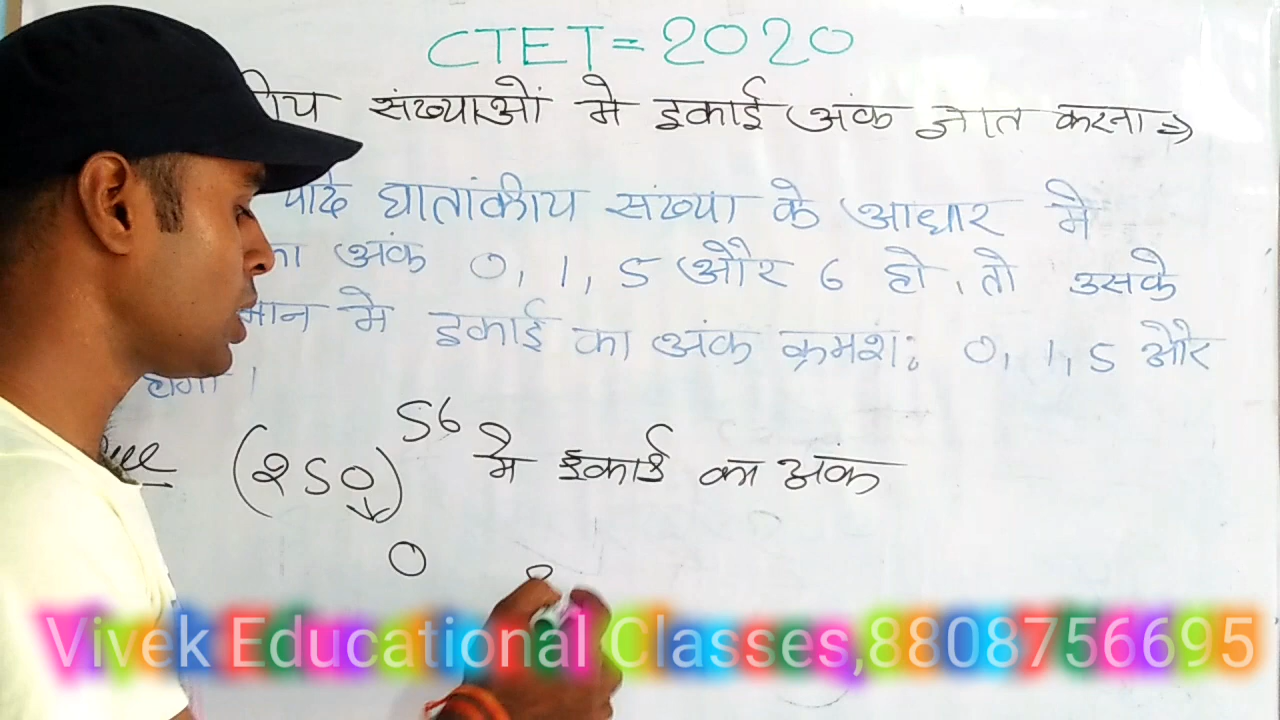 CTET=2020
संख्याओं मे इकाई अंक ज्ञात करना ⇒
यदि घातांकीय संख्या के आधार मे
का अंक 0, 1, 5 और 6 हो, तो उसके
मान मे इकाई का अंक क्रमशः 0, 1, 5 और
होगा।
(250)^56 मे इकाई का अंक
0
Vivek Educational Classes,8808756695